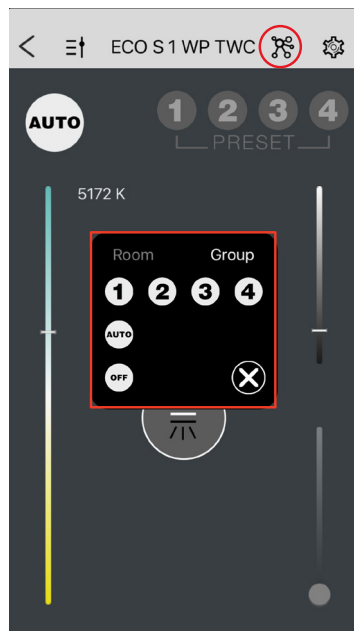 ECO S 1 WP TWC
AUTO
1 2 3 4
PRESET
5172 K
Room Group
1 2 3 4
AUTO
OFF